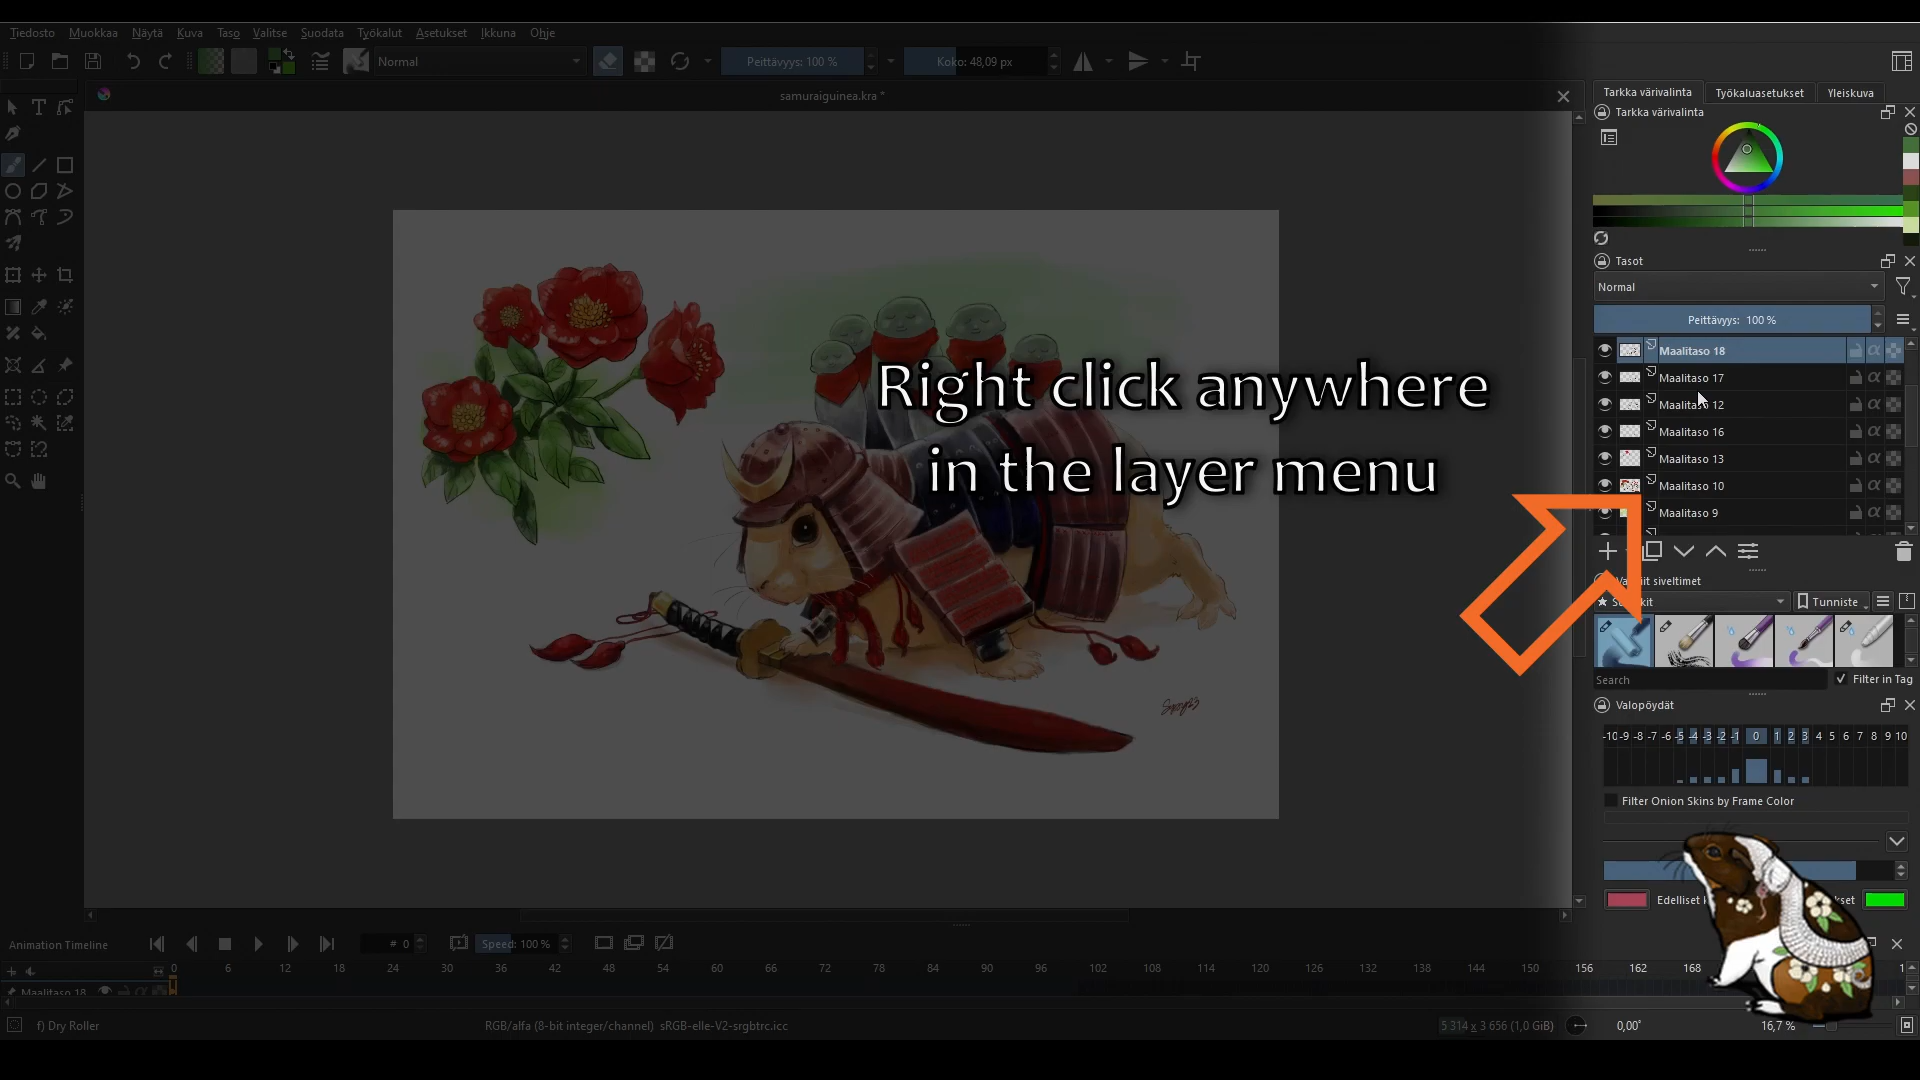 Tiedosto Muokkaa Näytä Kuva Taso Valitse Suodata Työkalut Asetukset Ikkuna Ohje
Normal
Peittävyys: 100 %
Koko: 48,09 px
samuraiguinea.kra *
Tarkka värivalinta Työkaluasetukset Yleiskuva
Tarkka värivalinta
Tasot
Normal
Peittävyys: 100 %
Maalitaso 18
Maalitaso 17
Maalitaso 12
Maalitaso 16
Maalitaso 13
Maalitaso 10
Maalitaso 9
Right click anywhere
in the layer menu
siveltimet
Tunniste
Search
Filter in Tag
Valopöydät
-10 -9 -8 -7 -6 -5 -4 -3 -2 -1 0 1 2 3 4 5 6 7 8 9 10
Filter Onion Skins by Frame Color
Edelliset
Animation Timeline
# 0
Speed: 100 %
0 6 12 18 24 30 36 42 48 54 60 66 72 78 84 90 96 102 108 114 120 126 132 138 144 150 156 162 168
Maalitaso 18
f) Dry Roller
RGB/alfa (8-bit integer/channel) sRGB-elle-V2-srgbtrc.icc
5 314 x 3 656 (1,0 GiB)
0,00°
16,7 %